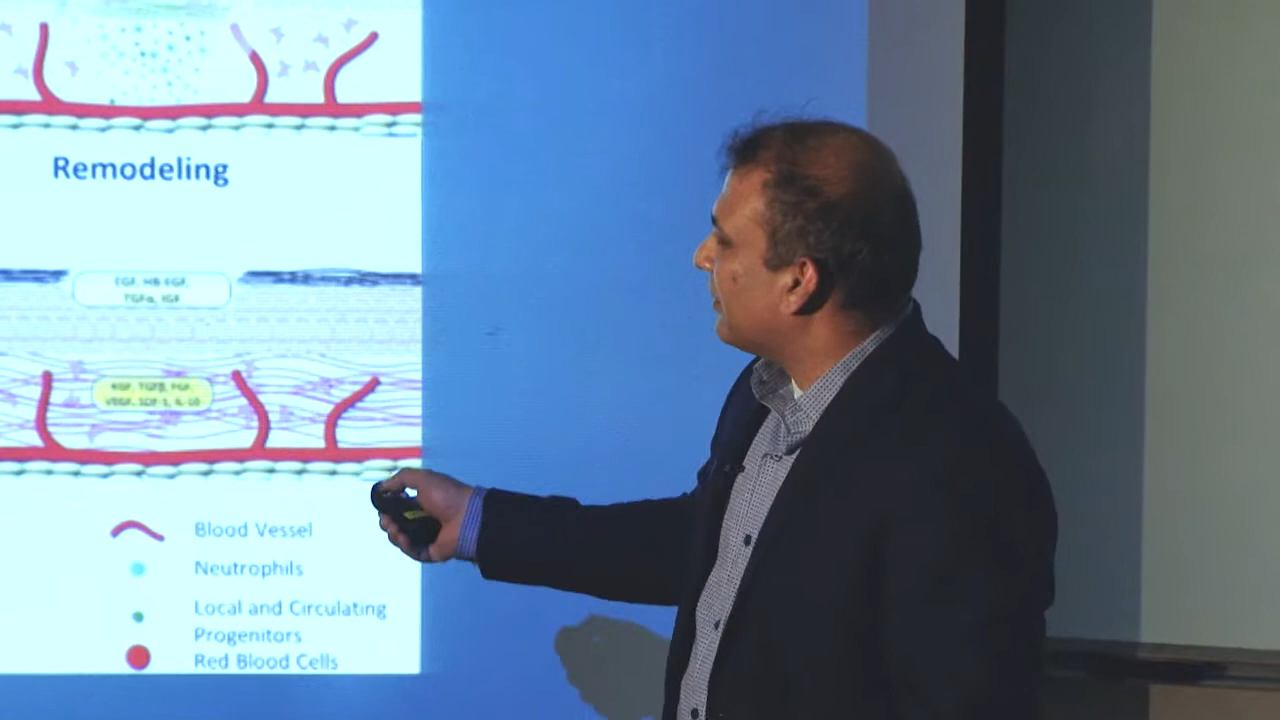 Remodeling
EGF, HB-EGF,
TGFα, IGF
EGF, TGFβ, FGF,
VEGF, SDF-1, IL-10
Blood Vessel
Neutrophils
Local and Circulating
Progenitors
Red Blood Cells